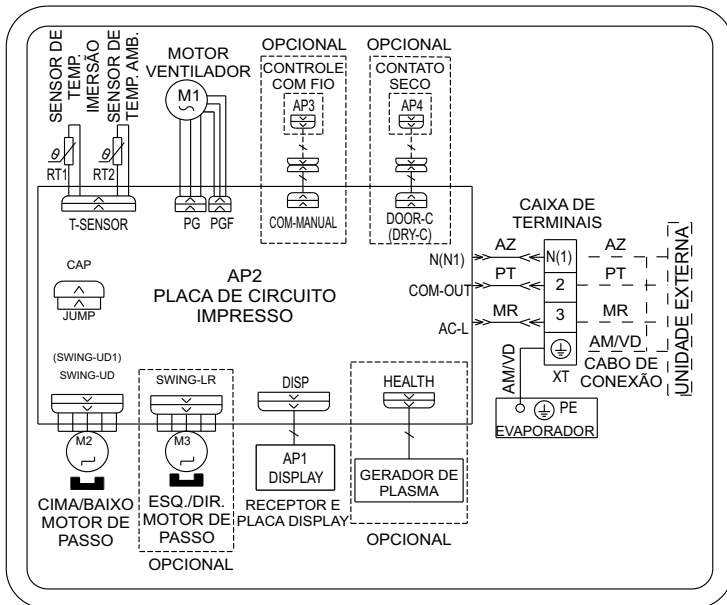 SENSOR DE
TEMP.
IMERSÃO
SENSOR DE
TEMP. AMB.
θ
RT1
θ
RT2
T-SENSOR
MOTOR
VENTILADOR
M1
PG
PGF
OPCIONAL
CONTROLE
COM FIO
AP3
COM-MANUAL
OPCIONAL
CONTATO
SECO
AP4
DOOR-C
(DRY-C)
CAP
JUMP
AP2
PLACA DE CIRCUITO
IMPRESSO
N(N1)
COM-OUT
AC-L
AZ
PT
MR
CAIXA DE
TERMINAIS
N(1)
2
3
XT
AZ
PT
MR
AM/VD
CABO DE
CONEXÃO
UNIDADE EXTERNA
AM/VD
PE
EVAPORADOR
(SWING-UD1)
SWING-UD
M2
CIMA/BAIXO
MOTOR DE
PASSO
SWING-LR
M3
ESQ./DIR.
MOTOR DE
PASSO
OPCIONAL
DISP
AP1
DISPLAY
RECEPTOR E
PLACA DISPLAY
HEALTH
GERADOR DE
PLASMA
OPCIONAL